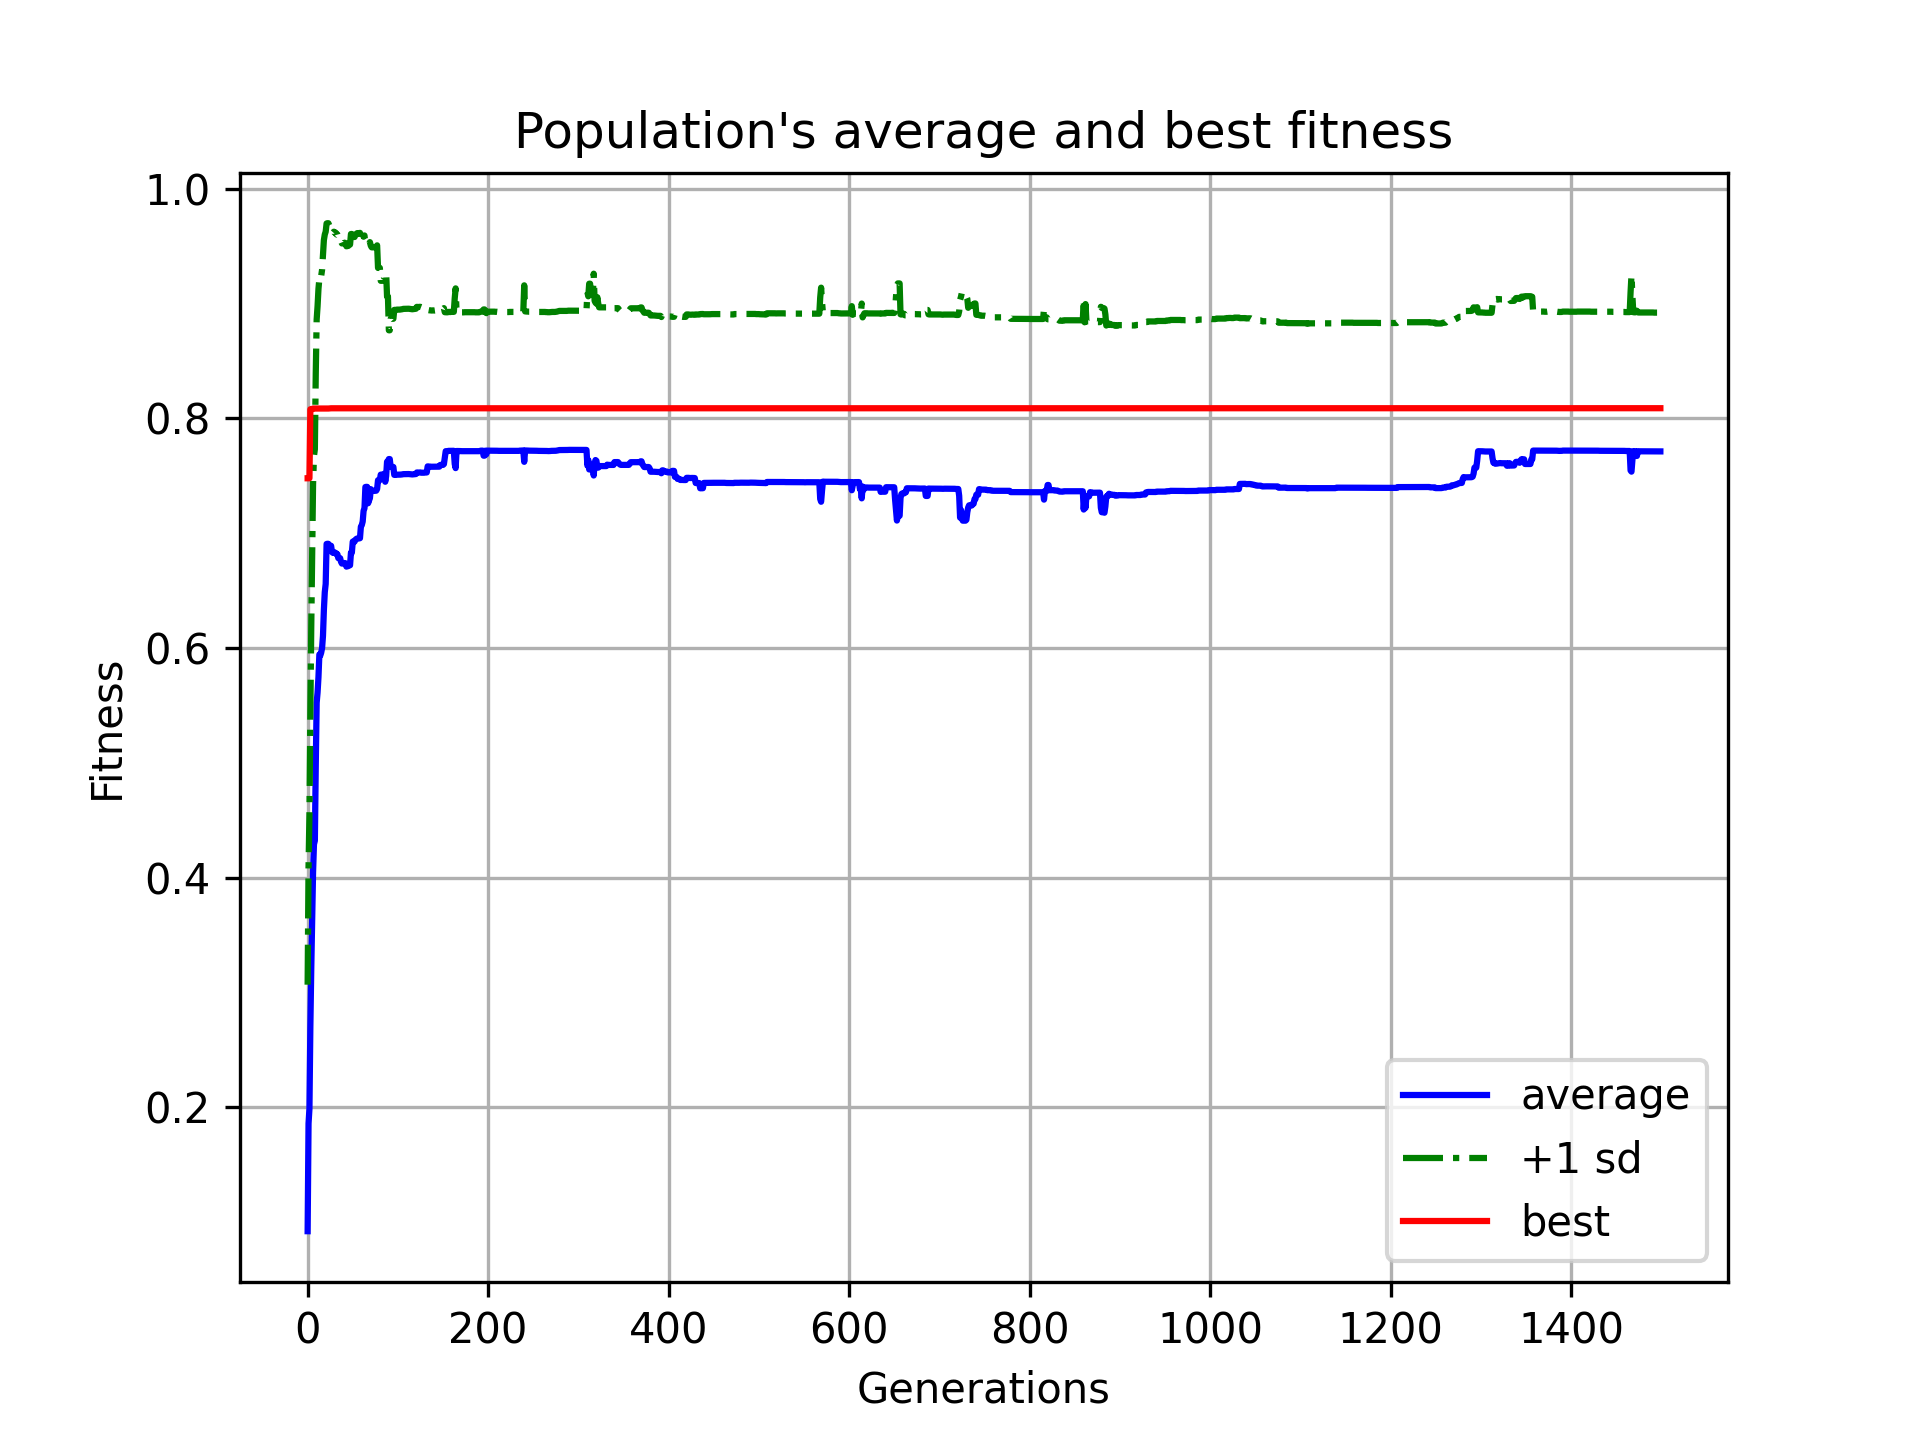 Population's average and best fitness
Fitness
1.0
0.8
0.6
0.4
0.2
0 200 400 600 800 1000 1200 1400
Generations
average
+1 sd
best